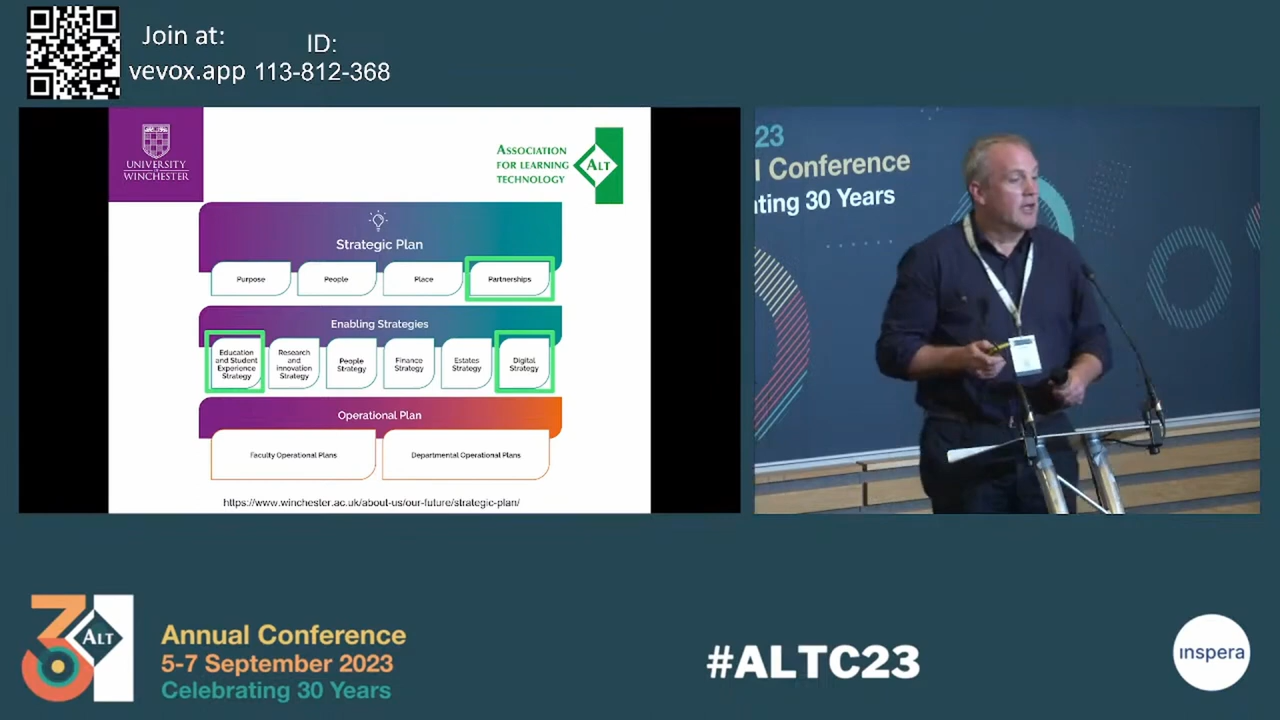 Join at:
ID:
vevox.app 113-812-368
UNIVERSITY OF
WINCHESTER
ASSOCIATION
FOR LEARNING
TECHNOLOGY
ALT
Strategic Plan
Purpose
People
Place
Partnerships
Enabling Strategies
Education
and Student
Experience
Strategy
Research
and
innovation
Strategy
People
Strategy
Finance
Strategy
Estates
Strategy
Digital
Strategy
Operational Plan
Faculty Operational Plans
Departmental Operational Plans
https://www.winchester.ac.uk/about-us/our-future/strategic-plan/
23
l Conference
ting 30 Years
ALT
Annual Conference
5-7 September 2023
Celebrating 30 Years
#ALTC23
inspera